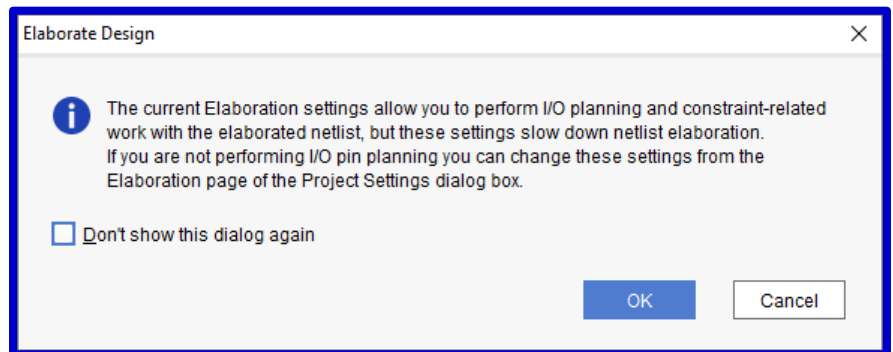 Elaborate Design
The current Elaboration settings allow you to perform I/O planning and constraint-related
work with the elaborated netlist, but these settings slow down netlist elaboration.
If you are not performing I/O pin planning you can change these settings from the
Elaboration page of the Project Settings dialog box.
Don't show this dialog again
OK Cancel